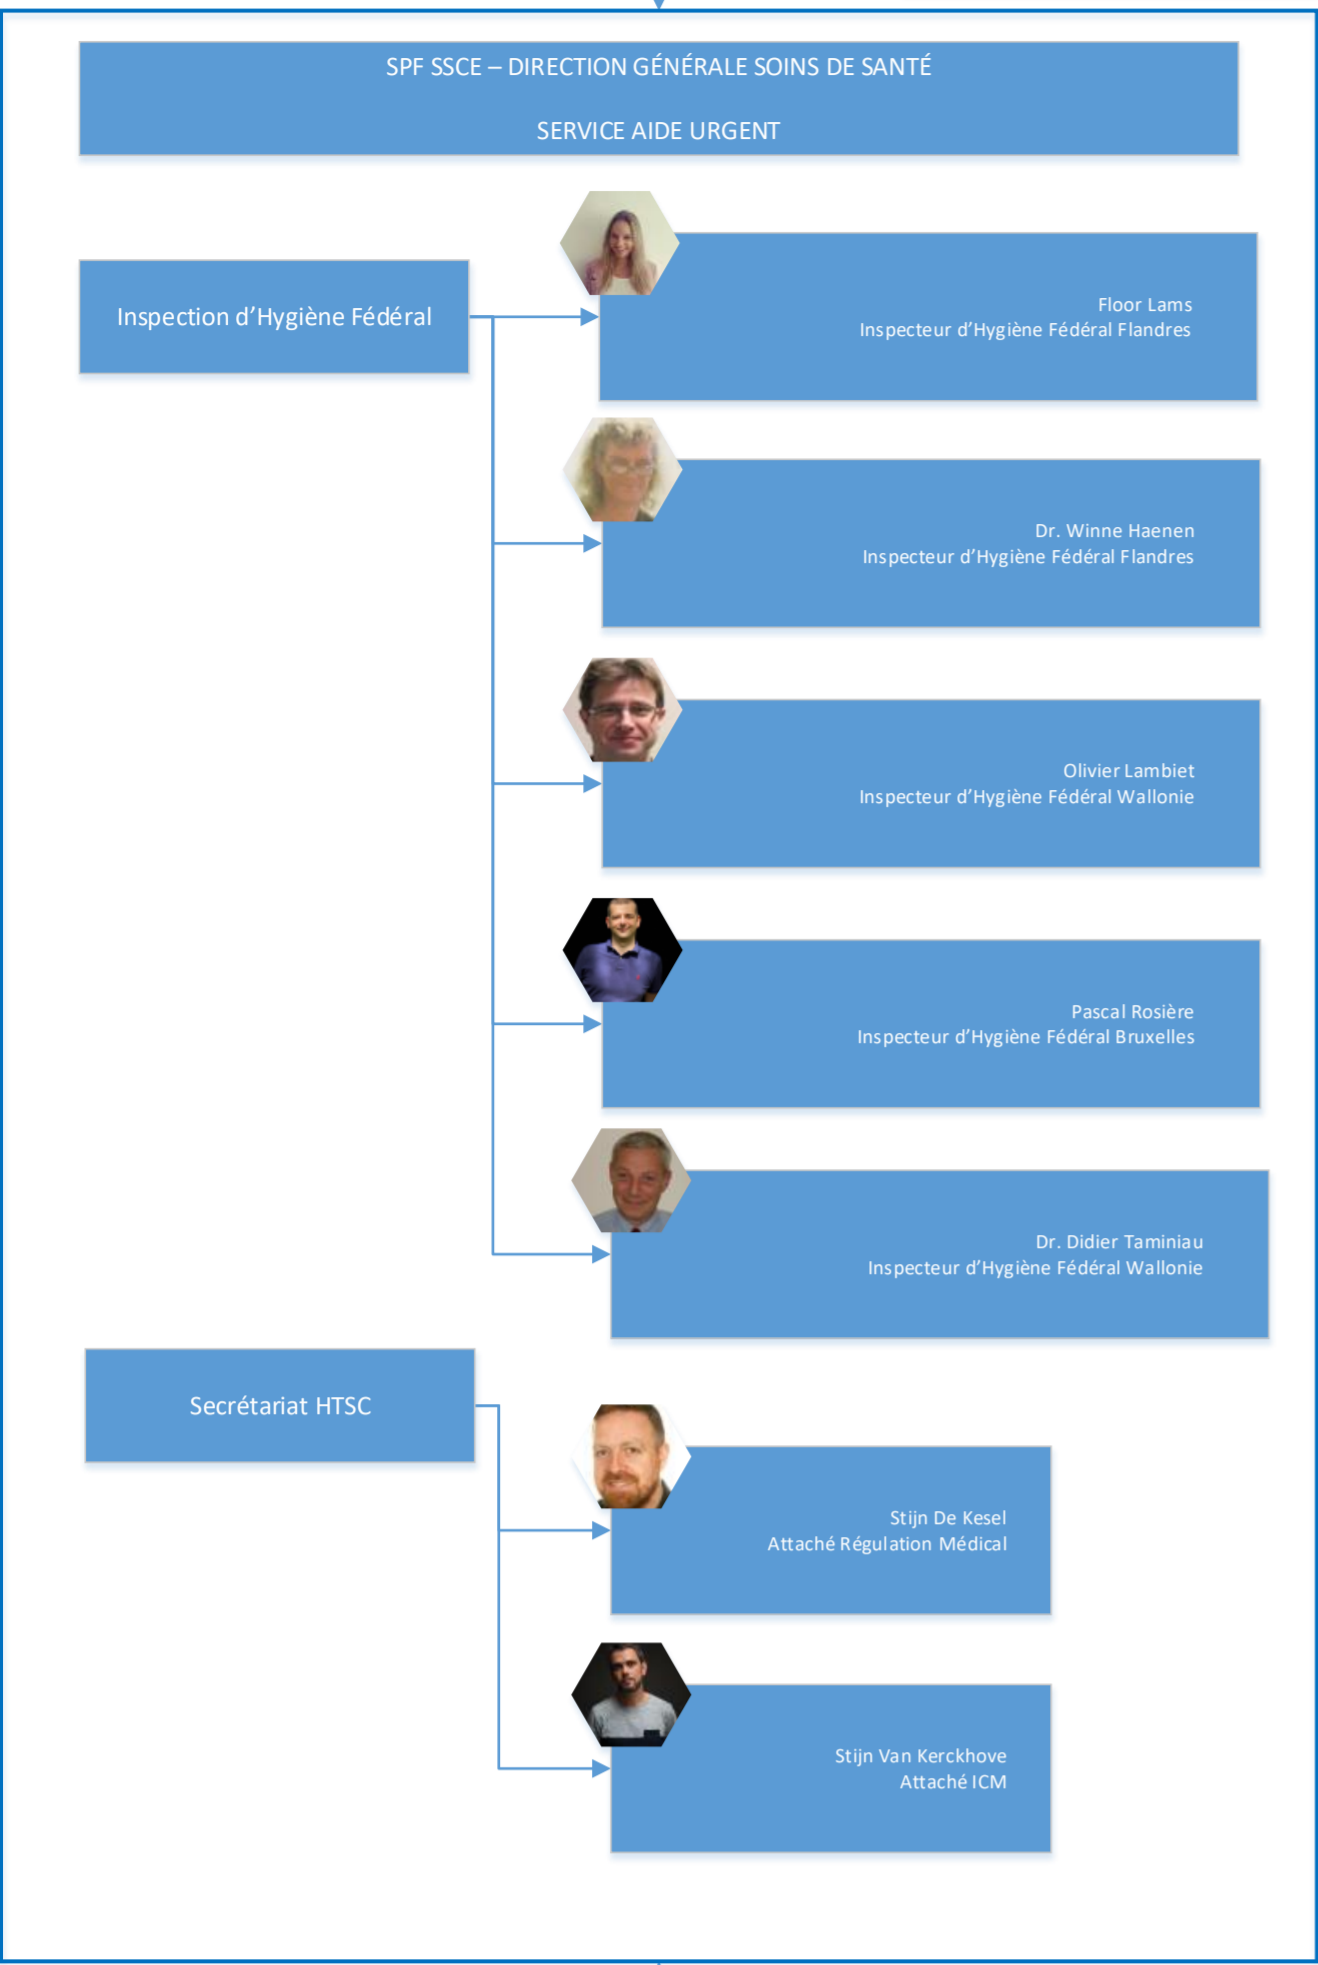 SPF SSCE – DIRECTION GÉNÉRALE SOINS DE SANTÉ
SERVICE AIDE URGENT
Inspection d’Hygiène Fédéral
Floor Lams
Inspecteur d’Hygiène Fédéral Flandres
Dr. Winne Haenen
Inspecteur d’Hygiène Fédéral Flandres
Olivier Lambiet
Inspecteur d’Hygiène Fédéral Wallonie
Pascal Rosière
Inspecteur d’Hygiène Fédéral Bruxelles
Dr. Didier Taminiau
Inspecteur d’Hygiène Fédéral Wallonie
Secrétariat HTSC
Stijn De Kesel
Attaché Régulation Médical
Stijn Van Kerckhove
Attaché ICM